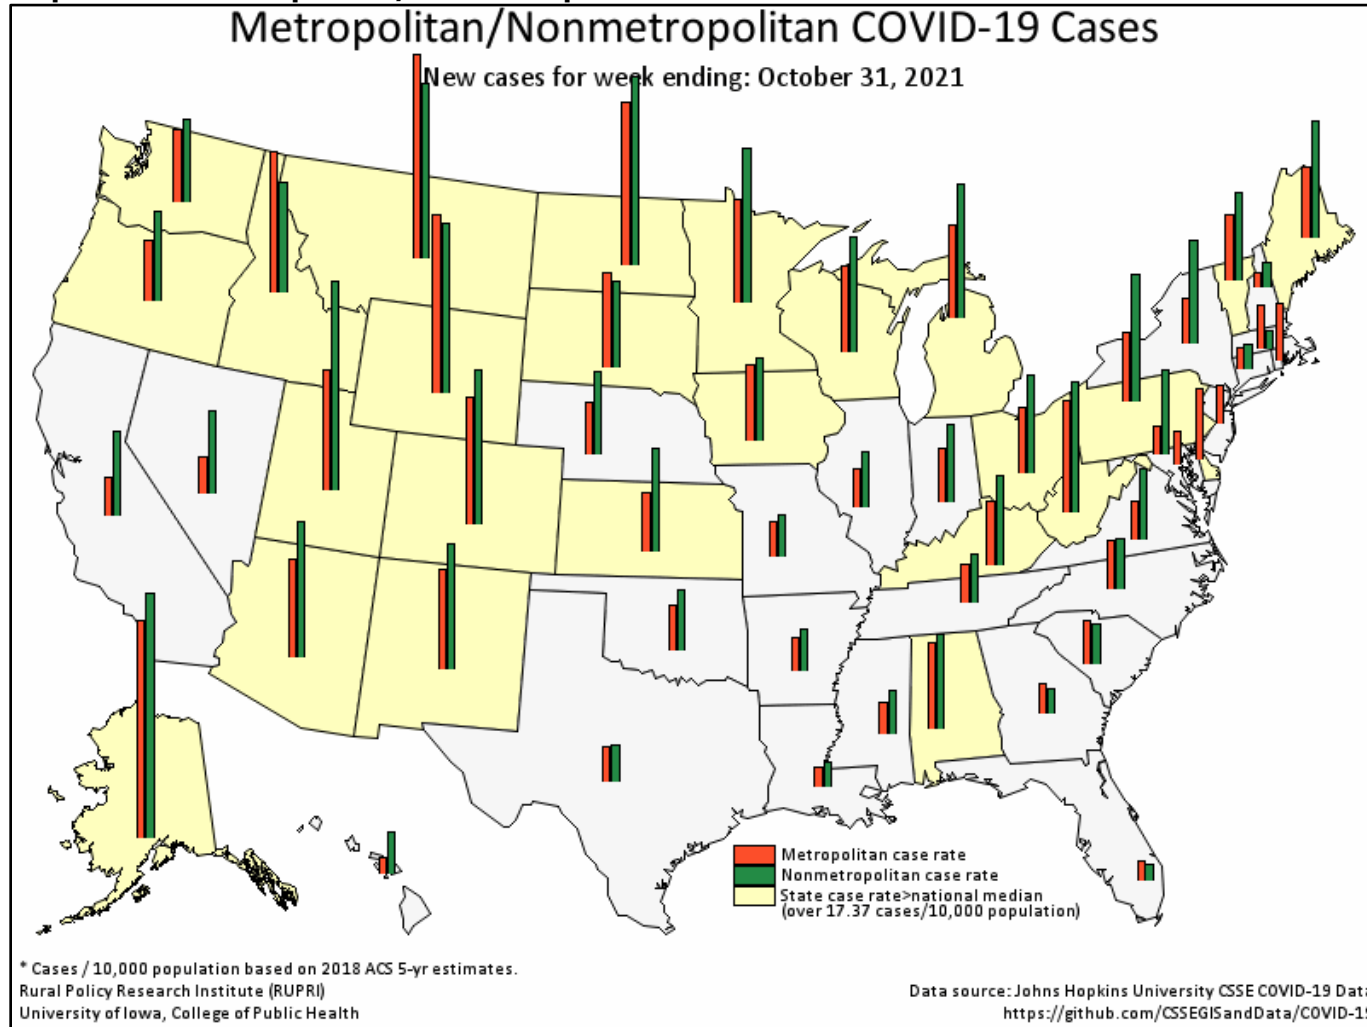 Metropolitan/Nonmetropolitan COVID-19 Cases
New cases for week ending: October 31, 2021
Metropolitan case rate
Nonmetropolitan case rate
State case rate>national median
(over 17.37 cases/10,000 population)
* Cases / 10,000 population based on 2018 ACS 5-yr estimates.
Rural Policy Research Institute (RUPRI)
University of Iowa, College of Public Health
Data source: Johns Hopkins University CSSE COVID-19 Data
https://github.com/CSSEGISandData/COVID-19